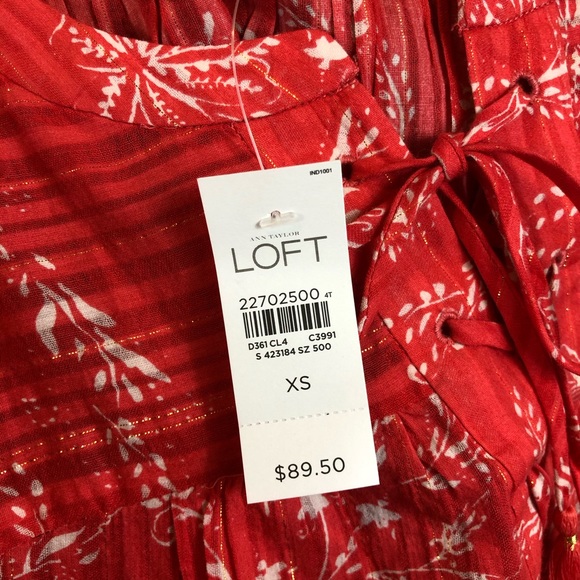 IND1001
ANN TAYLOR
LOFT
22702500 4T
D361 CL4 C3991
S 423184 SZ 500
XS
$89.50